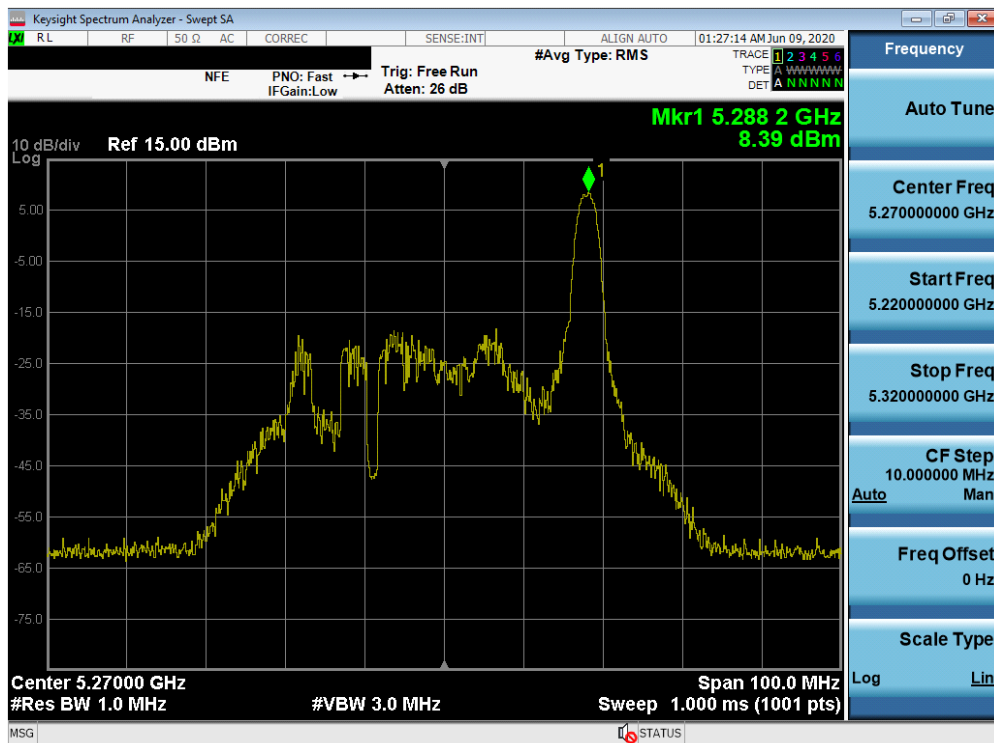 Keysight Spectrum Analyzer - Swept SA
LXI RL RF 50 Ω AC CORREC SENSE:INT ALIGN AUTO 01:27:14 AM Jun 09, 2020
#Avg Type: RMS
TRACE 1 2 3 4 5 6
TYPE A W W W W W
DET A N N N N N
NFE PNO: Fast Trig: Free Run
IFGain:Low Atten: 26 dB
Mkr1 5.288 2 GHz
8.39 dBm
10 dB/div Ref 15.00 dBm
Log
1
5.00
-5.00
-15.0
-25.0
-35.0
-45.0
-55.0
-65.0
-75.0
Center 5.27000 GHz Span 100.0 MHz
#Res BW 1.0 MHz #VBW 3.0 MHz Sweep 1.000 ms (1001 pts)
MSG STATUS
Frequency
Auto Tune
Center Freq
5.270000000 GHz
Start Freq
5.220000000 GHz
Stop Freq
5.320000000 GHz
CF Step
10.000000 MHz
Auto Man
Freq Offset
0 Hz
Scale Type
Log Lin